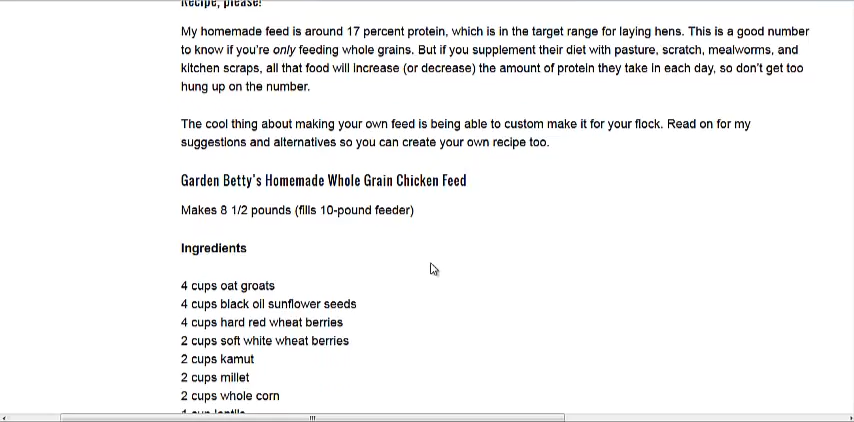 Recipe, please!
My homemade feed is around 17 percent protein, which is in the target range for laying hens. This is a good number
to know if you're only feeding whole grains. But if you supplement their diet with pasture, scratch, mealworms, and
kitchen scraps, all that food will increase (or decrease) the amount of protein they take in each day, so don't get too
hung up on the number.
The cool thing about making your own feed is being able to custom make it for your flock. Read on for my
suggestions and alternatives so you can create your own recipe too.
Garden Betty's Homemade Whole Grain Chicken Feed
Makes 8 1/2 pounds (fills 10-pound feeder)
Ingredients
4 cups oat groats
4 cups black oil sunflower seeds
4 cups hard red wheat berries
2 cups soft white wheat berries
2 cups kamut
2 cups millet
2 cups whole corn
1 cup lentils